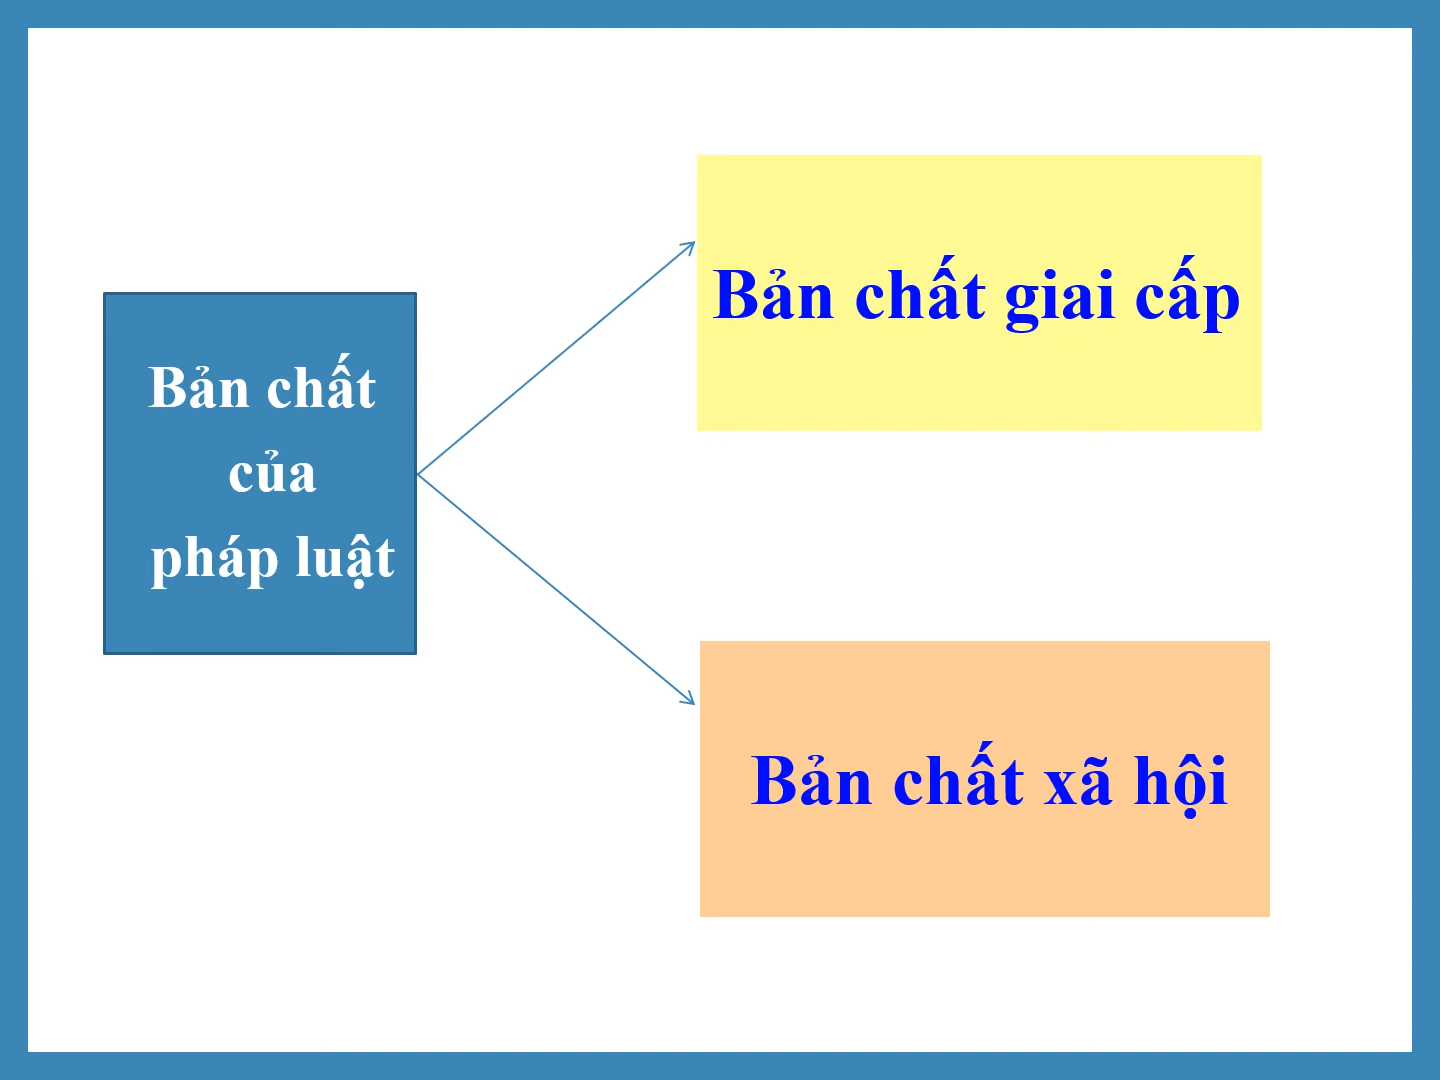 Bản chất
của
pháp luật
Bản chất giai cấp
Bản chất xã hội